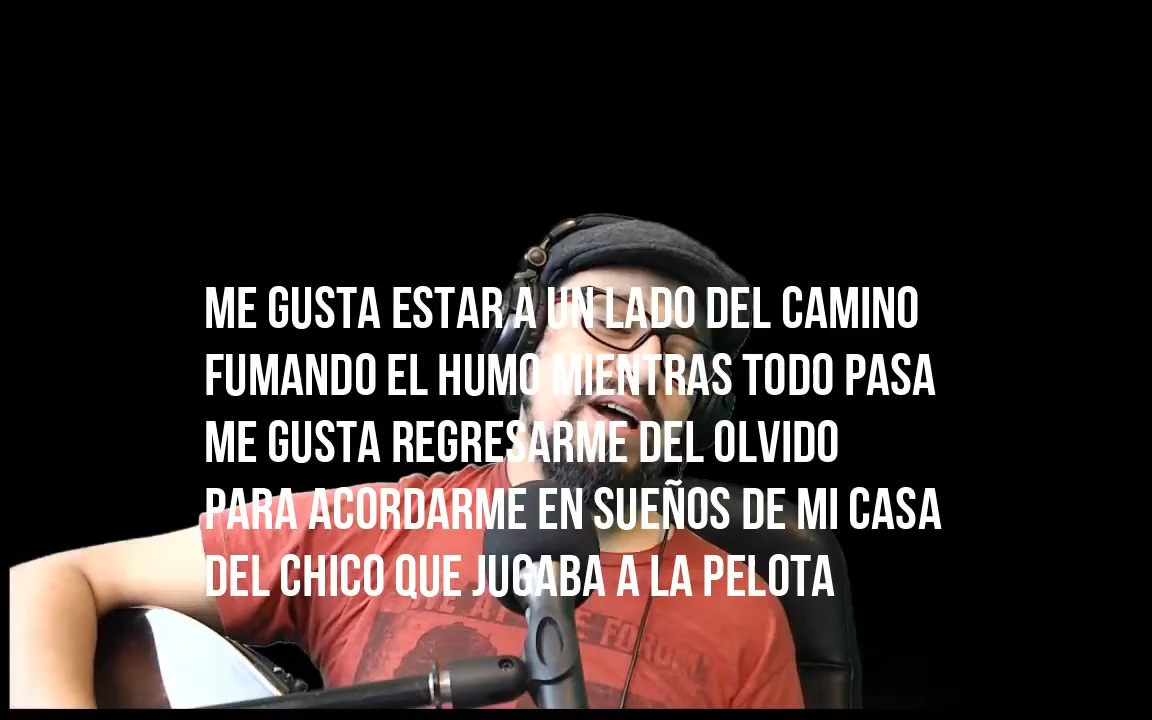 ME GUSTA ESTAR A UN LADO DEL CAMINO
FUMANDO EL HUMO MIENTRAS TODO PASA
ME GUSTA REGRESARME DEL OLVIDO
PARA ACORDARME EN SUEÑOS DE MI CASA
DEL CHICO QUE JUGABA A LA PELOTA